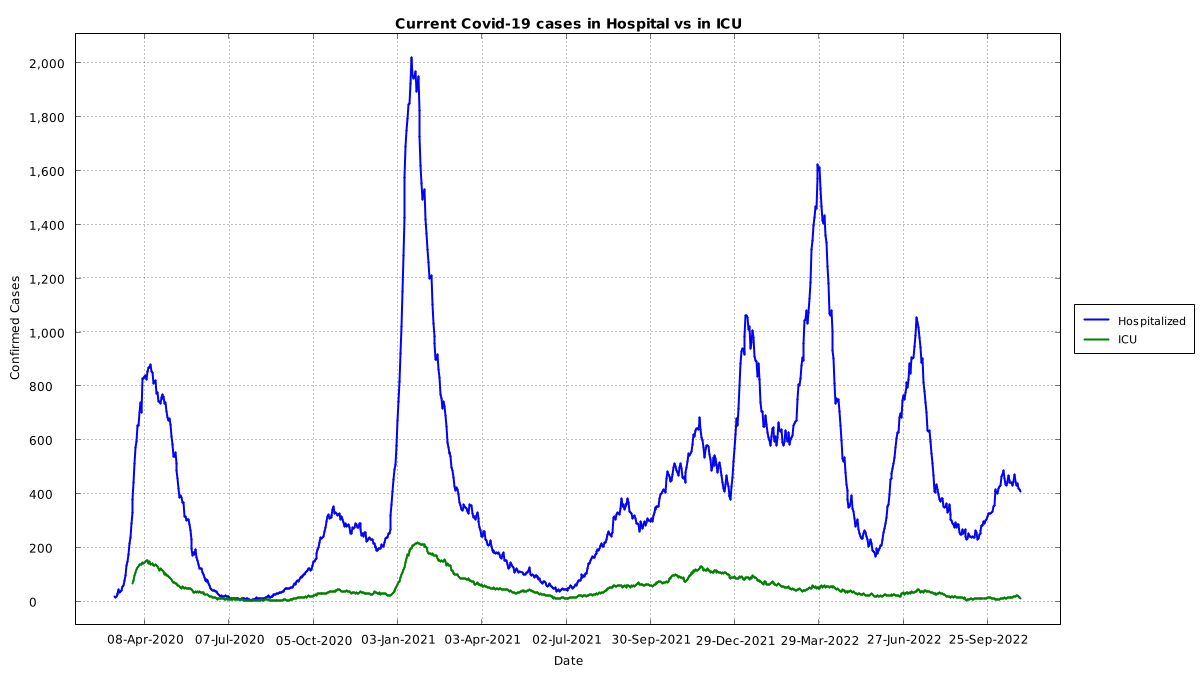 Current Covid-19 cases in Hospital vs in ICU
Confirmed Cases
2,000
1,800
1,600
1,400
1,200
1,000
800
600
400
200
0
08-Apr-2020 07-Jul-2020 05-Oct-2020 03-Jan-2021 03-Apr-2021 02-Jul-2021 30-Sep-2021 29-Dec-2021 29-Mar-2022 27-Jun-2022 25-Sep-2022
Date
Hospitalized
ICU